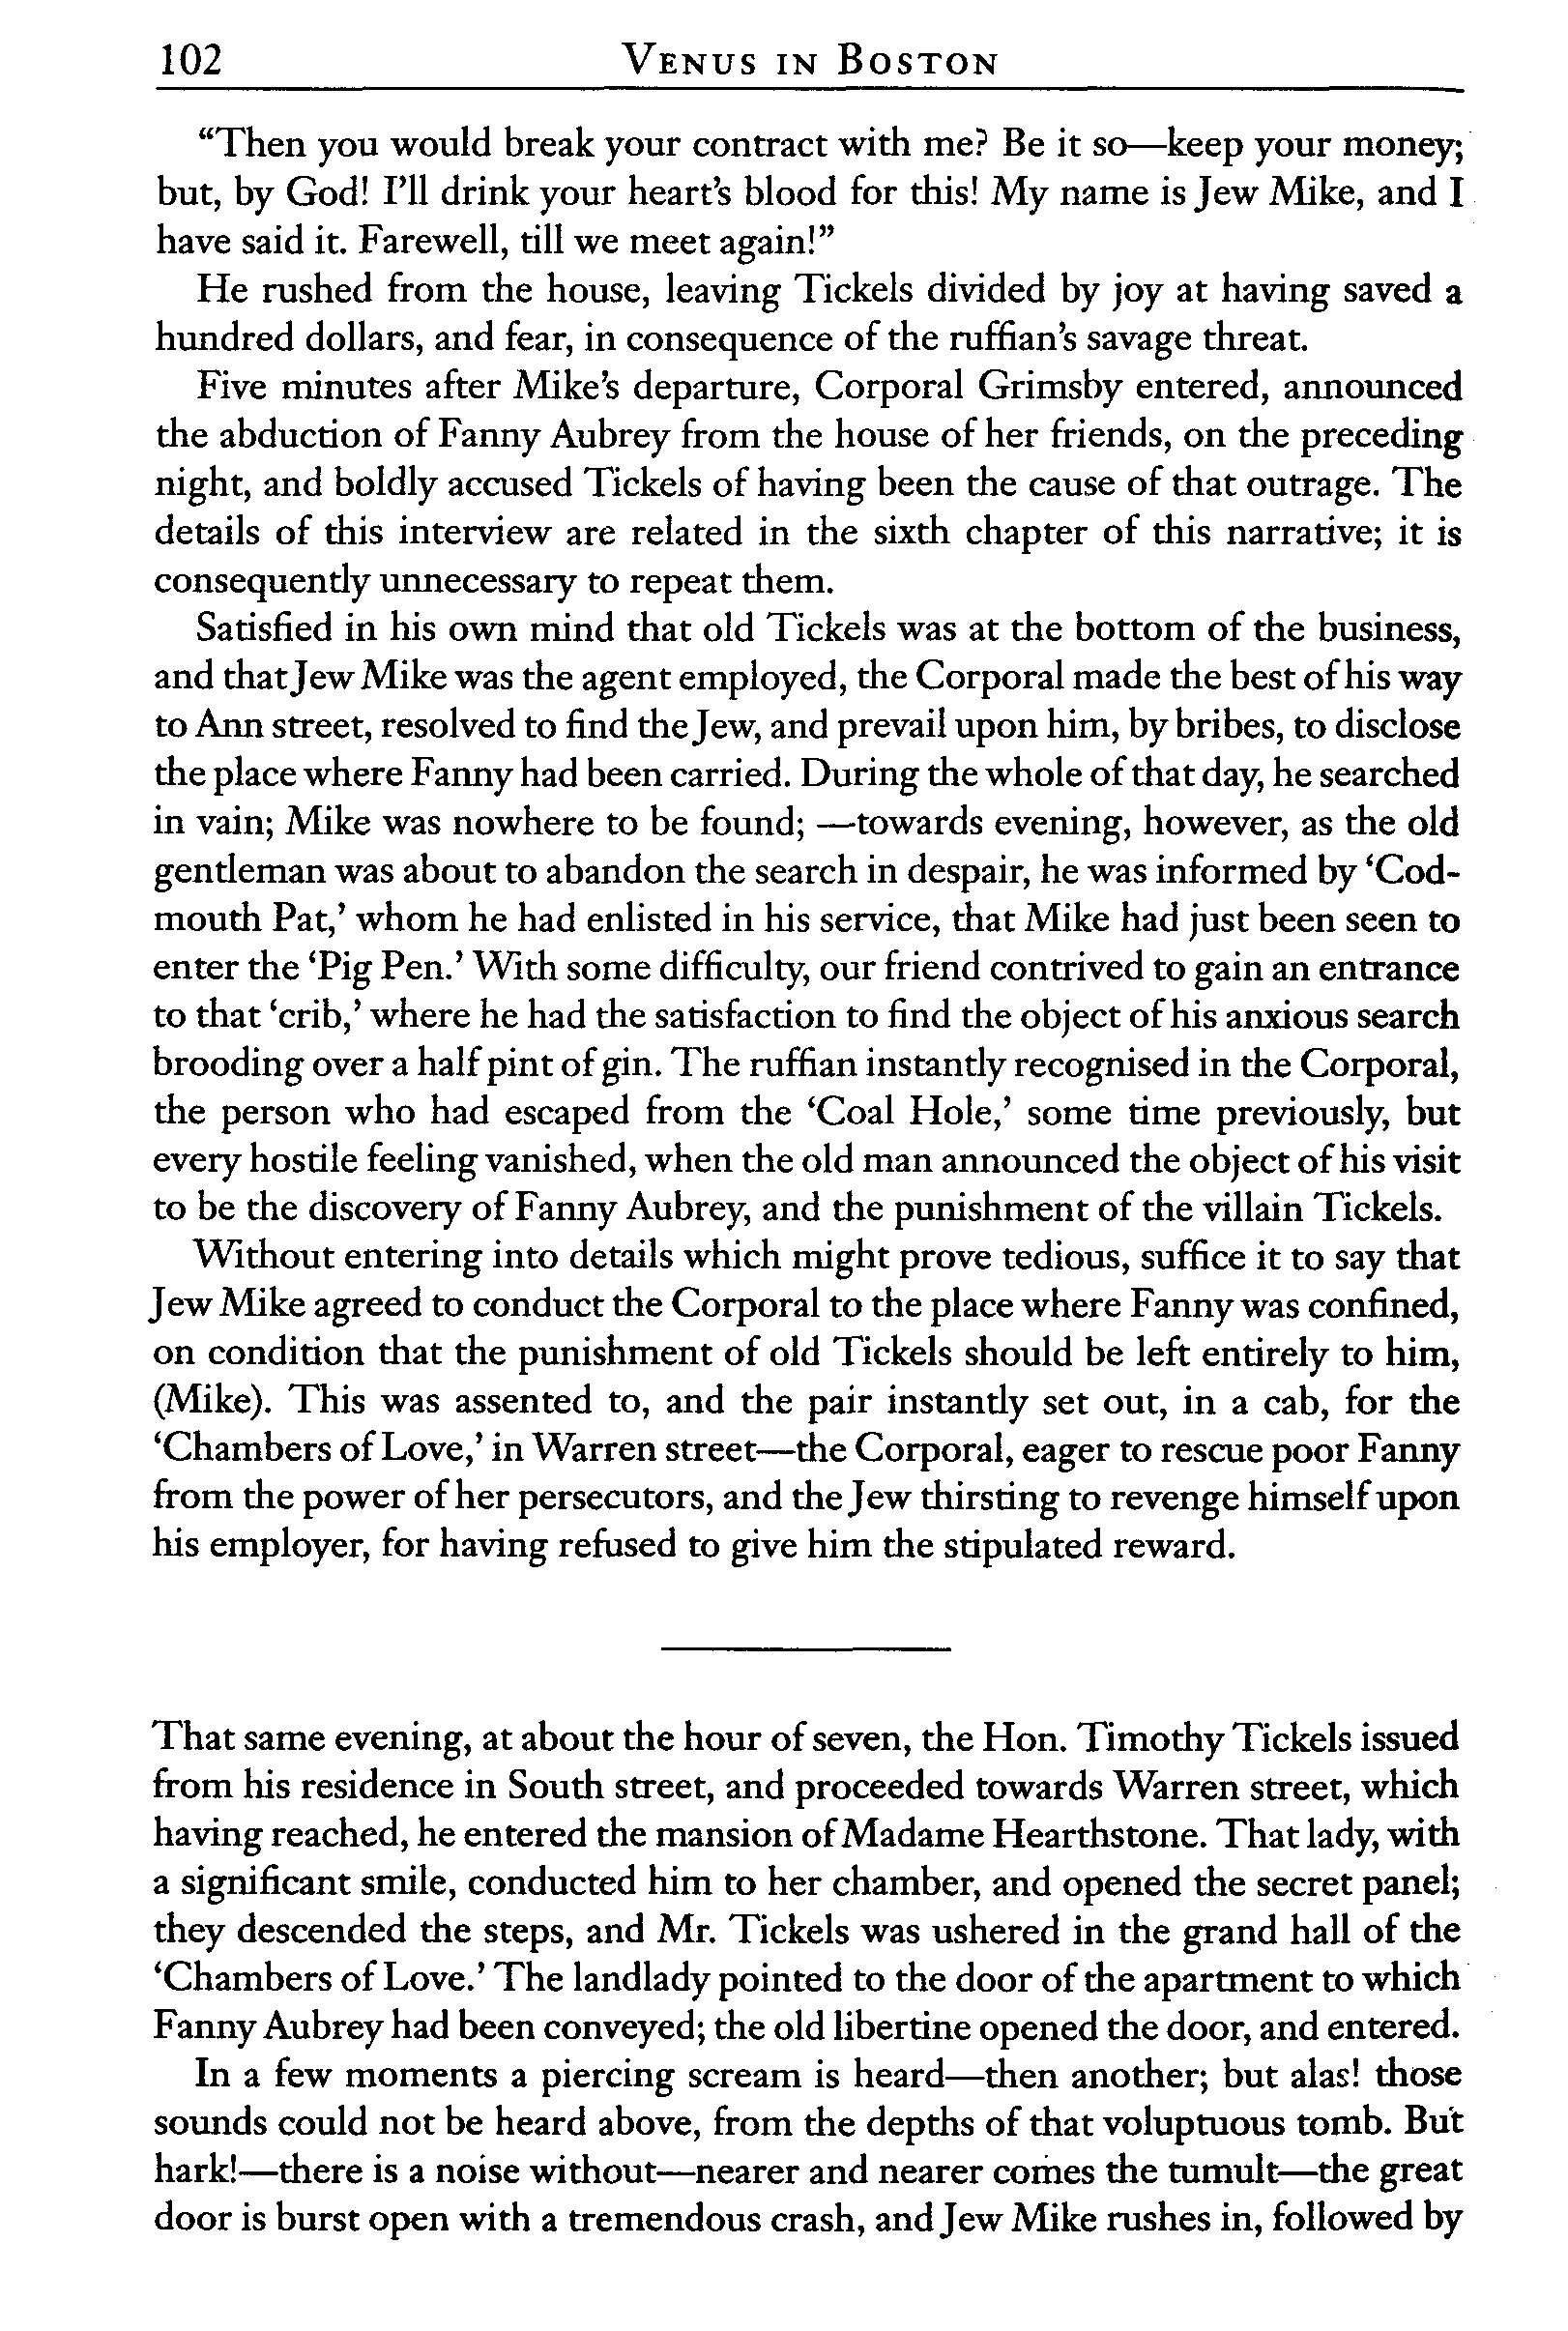 102 VENUS IN BOSTON
“Then you would break your contract with me? Be it so—keep your money;
but, by God! I’ll drink your heart’s blood for this! My name is Jew Mike, and I
have said it. Farewell, till we meet again!”
He rushed from the house, leaving Tickels divided by joy at having saved a
hundred dollars, and fear, in consequence of the ruffian’s savage threat.
Five minutes after Mike’s departure, Corporal Grimsby entered, announced
the abduction of Fanny Aubrey from the house of her friends, on the preceding
night, and boldly accused Tickels of having been the cause of that outrage. The
details of this interview are related in the sixth chapter of this narrative; it is
consequently unnecessary to repeat them.
Satisfied in his own mind that old Tickels was at the bottom of the business,
and that Jew Mike was the agent employed, the Corporal made the best of his way
to Ann street, resolved to find the Jew, and prevail upon him, by bribes, to disclose
the place where Fanny had been carried. During the whole of that day, he searched
in vain; Mike was nowhere to be found; —towards evening, however, as the old
gentleman was about to abandon the search in despair, he was informed by ‘Cod-
mouth Pat,’ whom he had enlisted in his service, that Mike had just been seen to
enter the ‘Pig Pen.’ With some difficulty, our friend contrived to gain an entrance
to that ‘crib,’ where he had the satisfaction to find the object of his anxious search
brooding over a half pint of gin. The ruffian instantly recognised in the Corporal,
the person who had escaped from the ‘Coal Hole,’ some time previously, but
every hostile feeling vanished, when the old man announced the object of his visit
to be the discovery of Fanny Aubrey, and the punishment of the villain Tickels.
Without entering into details which might prove tedious, suffice it to say that
Jew Mike agreed to conduct the Corporal to the place where Fanny was confined,
on condition that the punishment of old Tickels should be left entirely to him,
(Mike). This was assented to, and the pair instantly set out, in a cab, for the
‘Chambers of Love,’ in Warren street—the Corporal, eager to rescue poor Fanny
from the power of her persecutors, and the Jew thirsting to revenge himself upon
his employer, for having refused to give him the stipulated reward.
That same evening, at about the hour of seven, the Hon. Timothy Tickels issued
from his residence in South street, and proceeded towards Warren street, which
having reached, he entered the mansion of Madame Hearthstone. That lady, with
a significant smile, conducted him to her chamber, and opened the secret panel;
they descended the steps, and Mr. Tickels was ushered in the grand hall of the
‘Chambers of Love.’ The landlady pointed to the door of the apartment to which
Fanny Aubrey had been conveyed; the old libertine opened the door, and entered.
In a few moments a piercing scream is heard—then another; but alas! those
sounds could not be heard above, from the depths of that voluptuous tomb. But
hark!—there is a noise without—nearer and nearer comes the tumult—the great
door is burst open with a tremendous crash, and Jew Mike rushes in, followed by